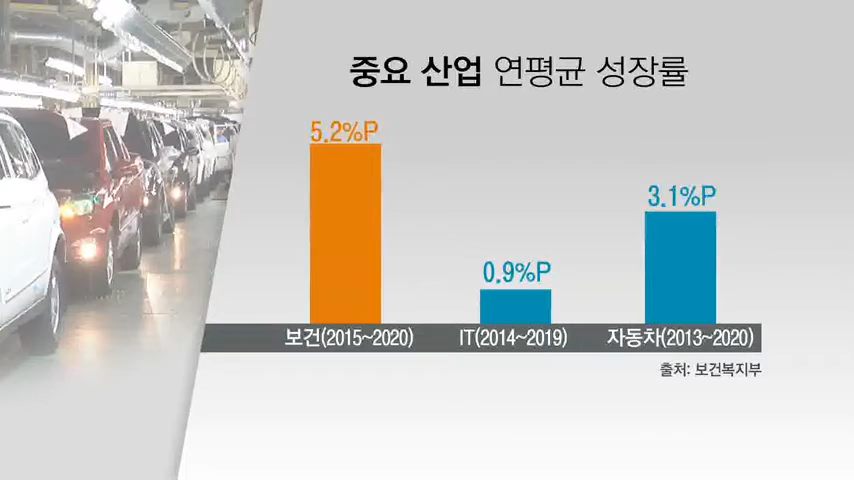 중요 산업 연평균 성장률
5.2%P
0.9%P
3.1%P
보건(2015~2020)
IT(2014~2019)
자동차(2013~2020)
출처: 보건복지부